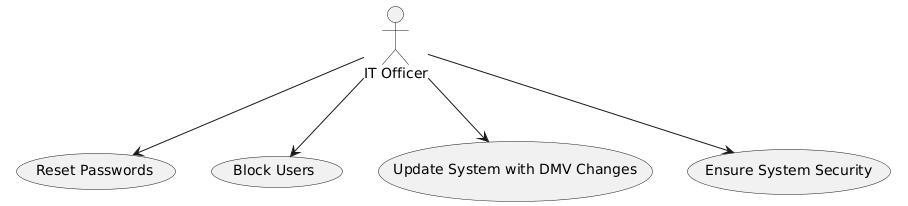 IT Officer
Reset Passwords
Block Users
Update System with DMV Changes
Ensure System Security